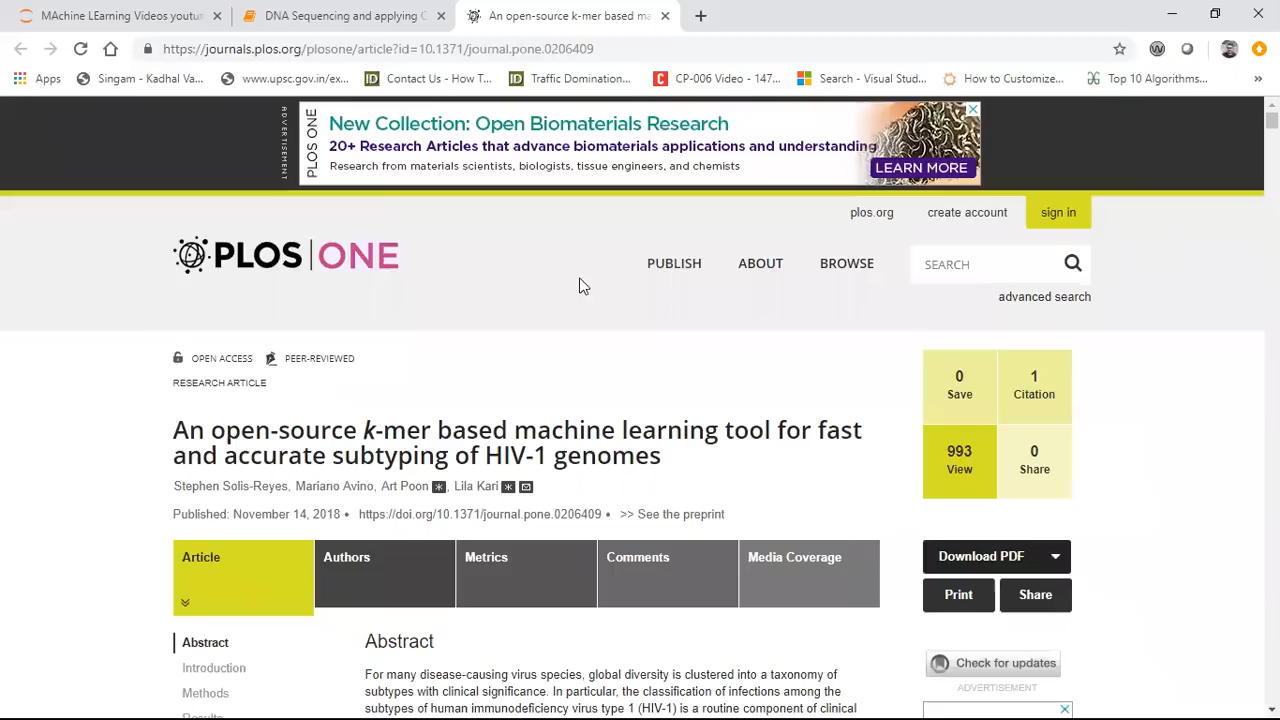 MAchine LEarning Videos youtu
DNA Sequencing and applying C
An open-source k-mer based ma
https://journals.plos.org/plosone/article?id=10.1371/journal.pone.0206409
Apps
Singam - Kadhal Va...
www.upsc.gov.in/ex...
Contact Us - How T...
Traffic Domination...
CP-006 Video - 147...
Search - Visual Stud...
How to Customize...
Top 10 Algorithms...
ADVERTISEMENT
PLOS ONE
New Collection: Open Biomaterials Research
20+ Research Articles that advance biomaterials applications and understanding
Research from materials scientists, biologists, tissue engineers, and chemists
LEARN MORE
plos.org
create account
sign in
PLOS | ONE
PUBLISH
ABOUT
BROWSE
SEARCH
advanced search
OPEN ACCESS
PEER-REVIEWED
RESEARCH ARTICLE
An open-source k-mer based machine learning tool for fast
and accurate subtyping of HIV-1 genomes
Stephen Solis-Reyes, Mariano Avino, Art Poon, Lila Kari
Published: November 14, 2018 • https://doi.org/10.1371/journal.pone.0206409 • >> See the preprint
0
Save
1
Citation
993
View
0
Share
Article
Authors
Metrics
Comments
Media Coverage
Download PDF
Print
Share
Abstract
Introduction
Methods
Results
Abstract
For many disease-causing virus species, global diversity is clustered into a taxonomy of
subtypes with clinical significance. In particular, the classification of infections among the
subtypes of human immunodeficiency virus type 1 (HIV-1) is a routine component of clinical
Check for updates
ADVERTISEMENT